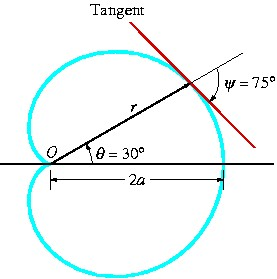 Tangent
ψ = 75°
r
O
θ = 30°
2a